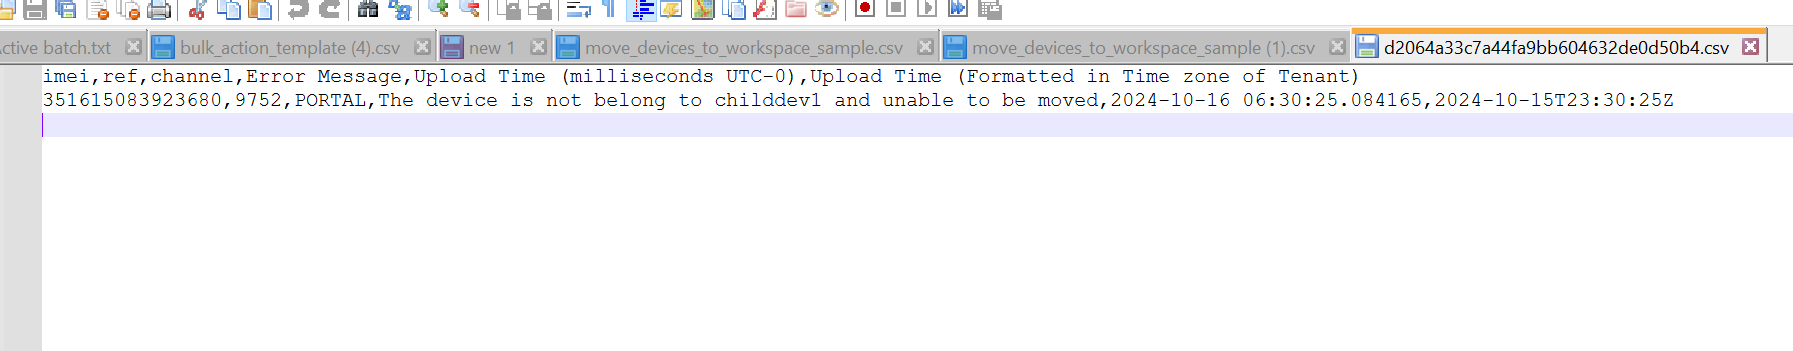 ctive batch.txt bulk_action_template (4).csv new 1 move_devices_to_workspace_sample.csv move_devices_to_workspace_sample (1).csv d2064a33c7a44fa9bb604632de0d50b4.csv
imei,ref,channel,Error Message,Upload Time (milliseconds UTC-0),Upload Time (Formatted in Time zone of Tenant)
351615083923680,9752,PORTAL,The device is not belong to childdev1 and unable to be moved,2024-10-16 06:30:25.084165,2024-10-15T23:30:25Z